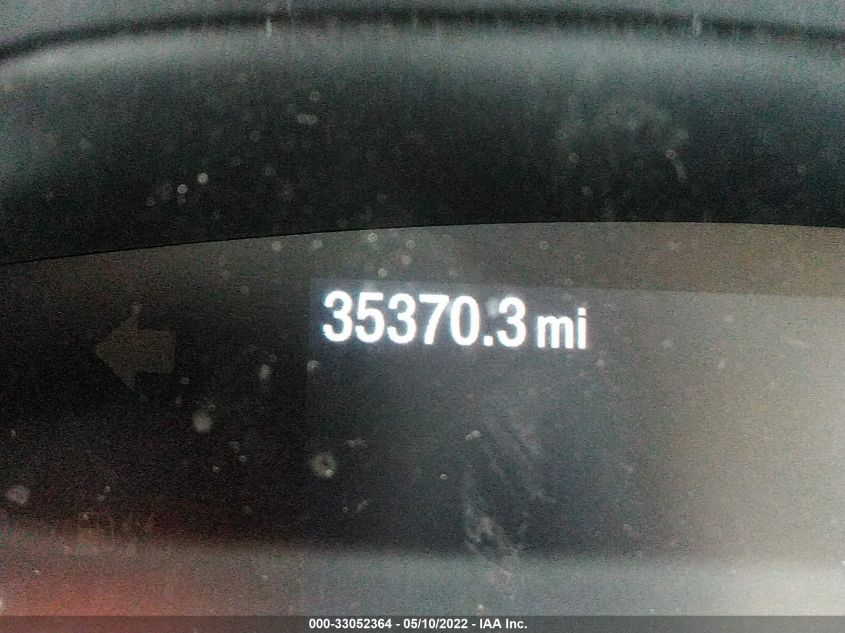 35370.3 mi
000-33052364 - 05/10/2022 - IAA Inc.